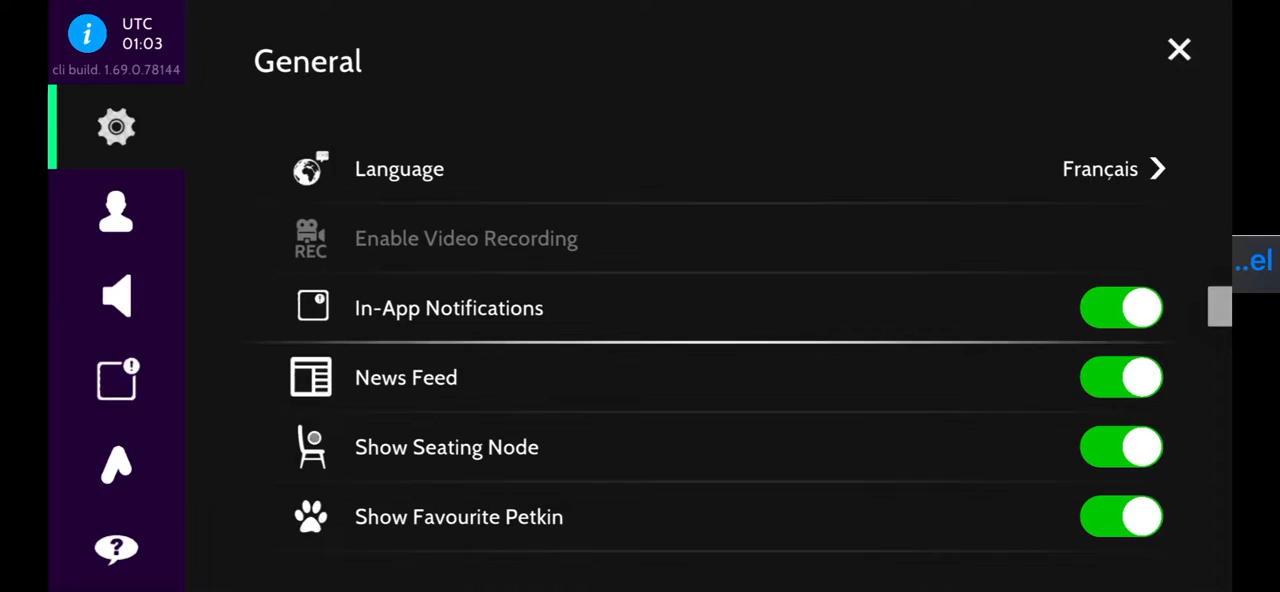 UTC
01:03
cli build. 1.69.0.78144
General
Language
Français
REC
Enable Video Recording
In-App Notifications
News Feed
Show Seating Node
Show Favourite Petkin
..el